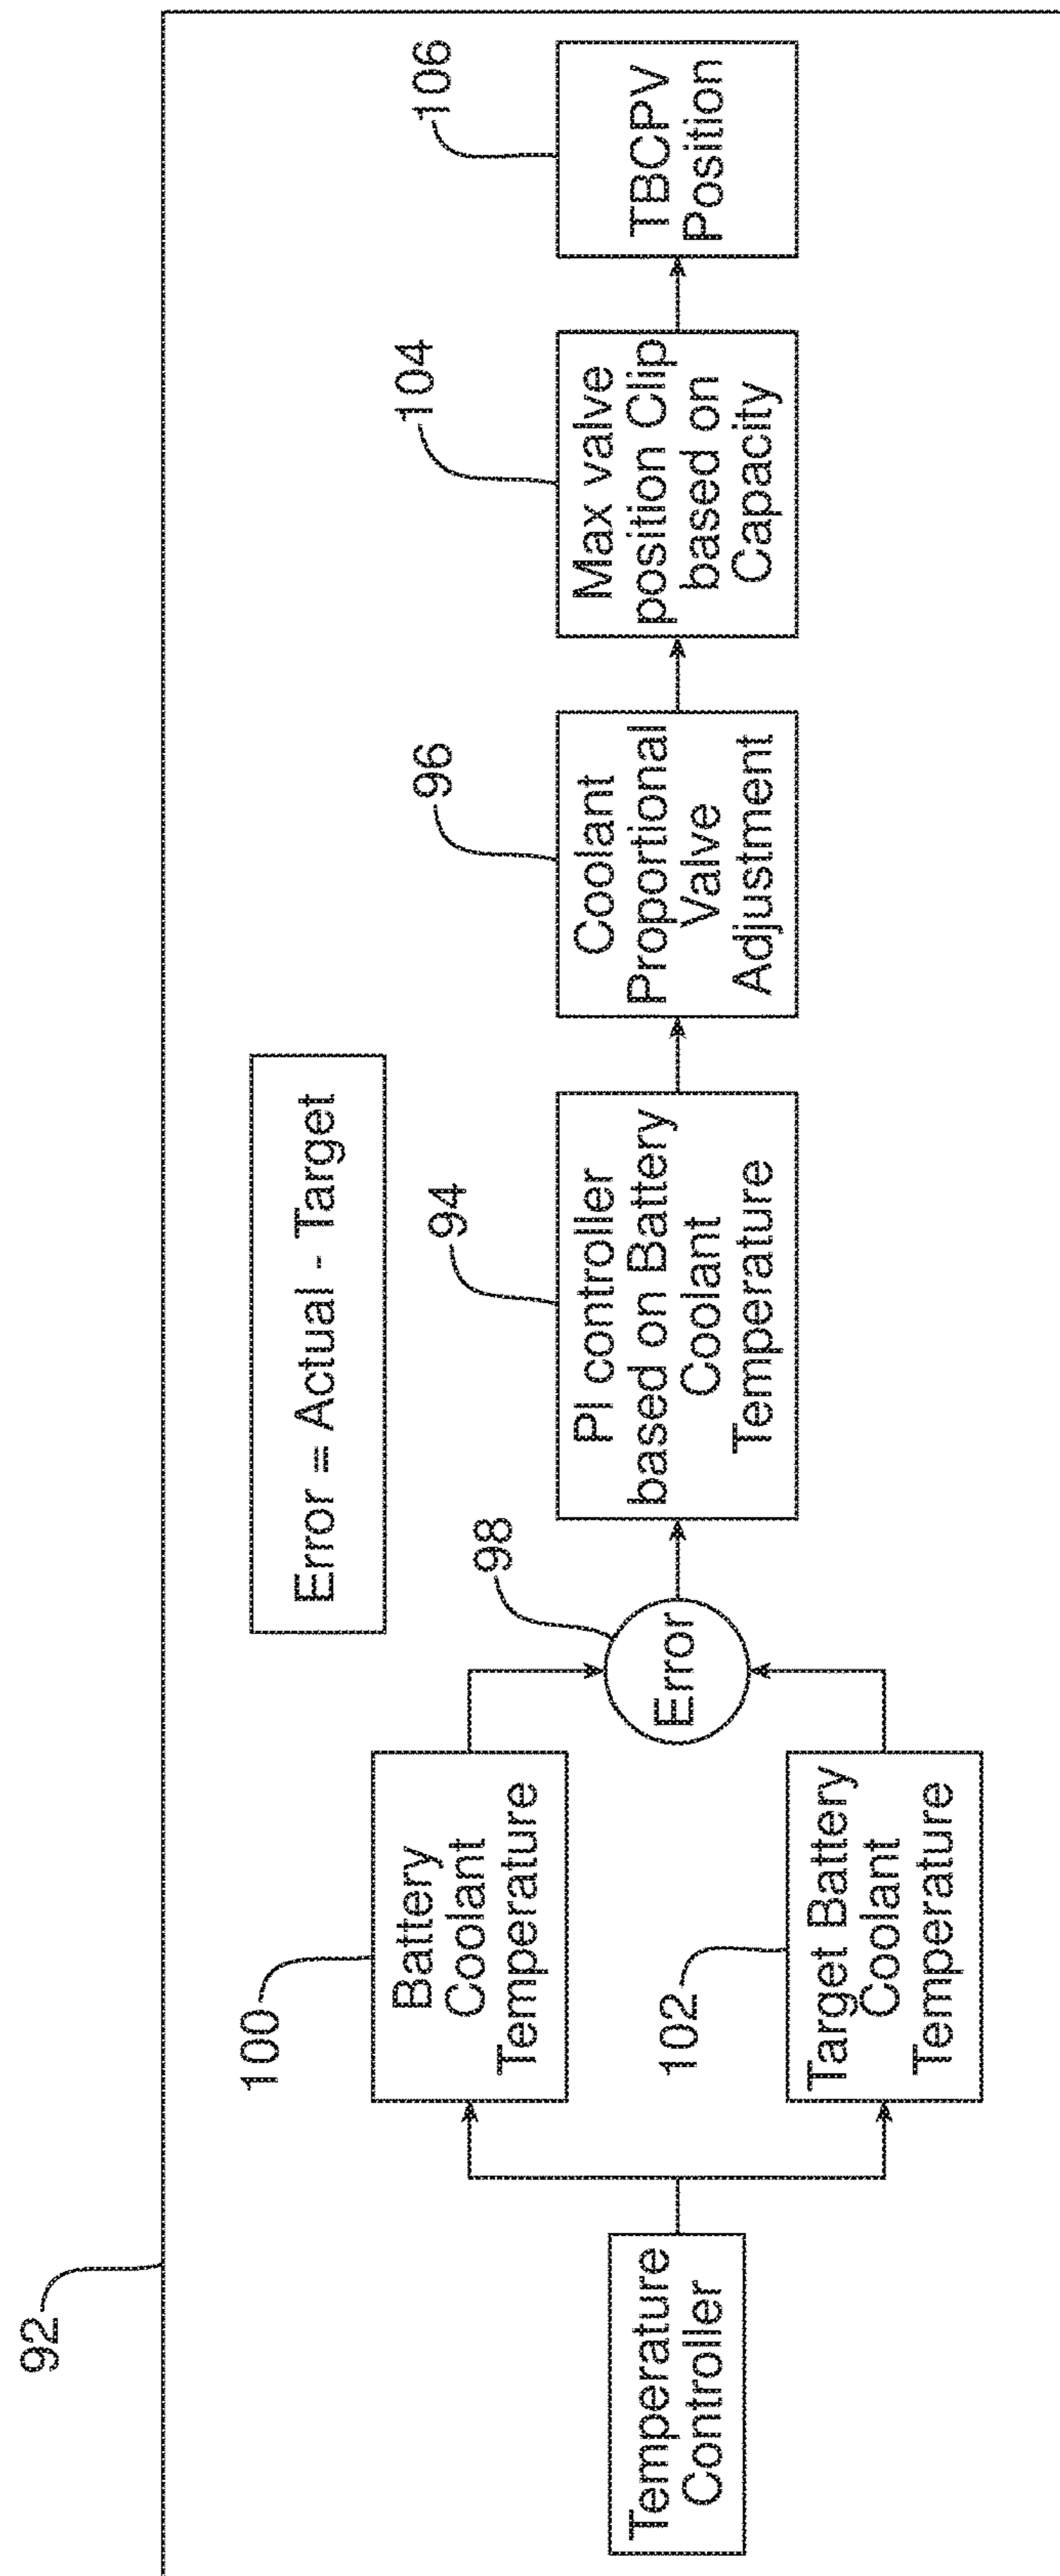 92
Error = Actual - Target
100
Battery
Coolant
Temperature
98
94
96
104
106
Temperature
Controller
Error
PI controller
based on Battery
Coolant
Temperature
Coolant
Proportional
Valve
Adjustment
Max valve
position Clip
based on
Capacity
TBCPV
Position
102
Target Battery
Coolant
Temperature